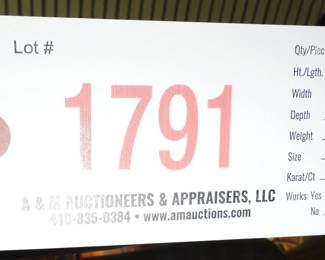 Lot #
1791
A & M AUCTIONEERS & APPRAISERS, LLC
410-835-0384 • www.amauctions.com
Qty/Piec
Ht./Lgth.
Width
Depth
Weight
Size
Karat/Ct
Works: Yes
No